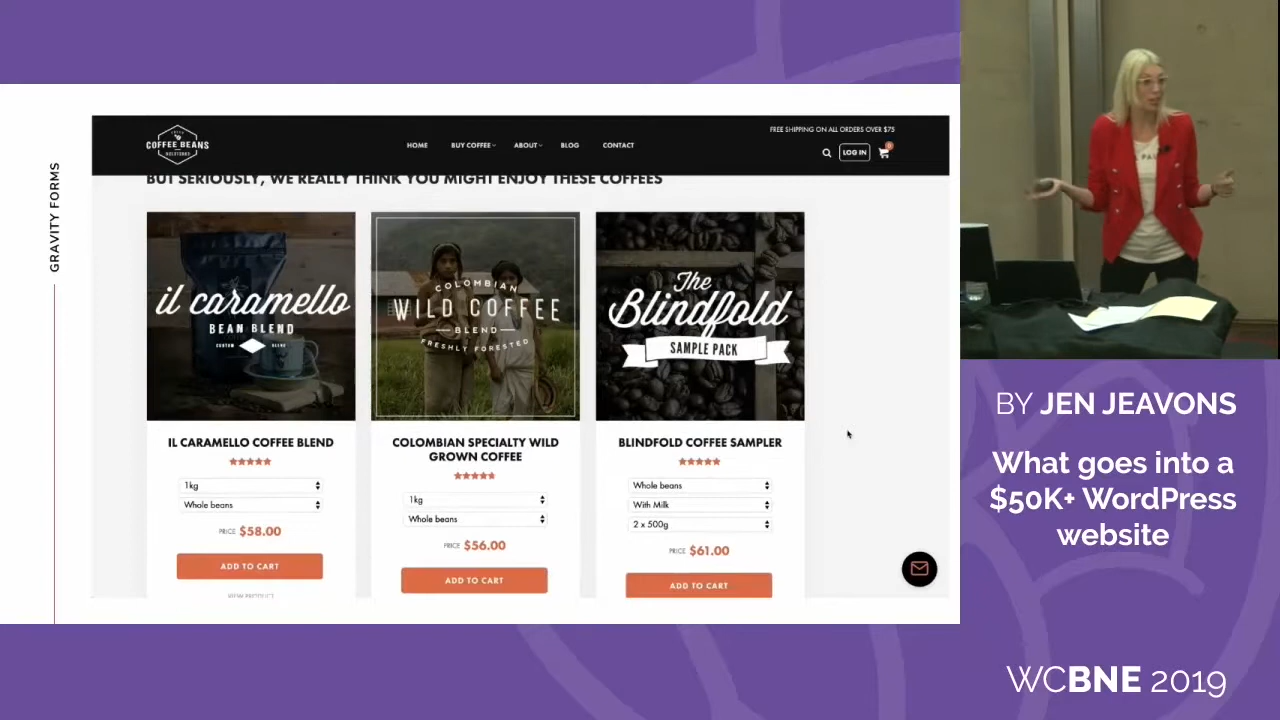 GRAVITY FORMS
COFFEE BEANS
HOME
BUY COFFEE
ABOUT
BLOG
CONTACT
FREE SHIPPING ON ALL ORDERS OVER $75
LOG IN
BUT SERIOUSLY, WE REALLY THINK YOU MIGHT ENJOY THESE COFFEES
il caramello
BEAN BLEND
CUSTOM
BLEND
COLOMBIAN
WILD COFFEE
BLEND
FRESHLY FORESTED
The
Blindfold
SAMPLE PACK
IL CARAMELLO COFFEE BLEND
1kg
Whole beans
PRICE $58.00
ADD TO CART
VIEW PRODUCT
COLOMBIAN SPECIALTY WILD
GROWN COFFEE
1kg
Whole beans
PRICE $56.00
ADD TO CART
BLINDFOLD COFFEE SAMPLER
Whole beans
With Milk
2 x 500g
PRICE $61.00
ADD TO CART
BY JEN JEAVONS
What goes into a
$50K+ WordPress
website
WCBNE 2019